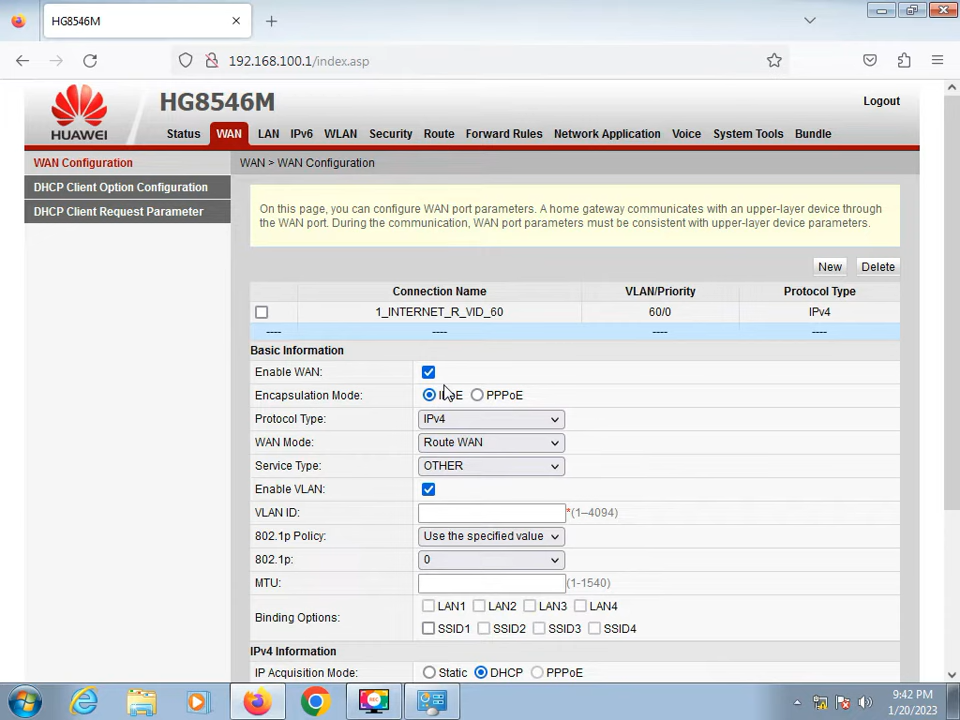 HG8546M
192.168.100.1/index.asp
HG8546M
Logout
HUAWEI
Status WAN LAN IPv6 WLAN Security Route Forward Rules Network Application Voice System Tools Bundle
WAN Configuration
WAN > WAN Configuration
DHCP Client Option Configuration
DHCP Client Request Parameter
On this page, you can configure WAN port parameters. A home gateway communicates with an upper-layer device through
the WAN port. During the communication, WAN port parameters must be consistent with upper-layer device parameters.
New Delete
Connection Name VLAN/Priority Protocol Type
1_INTERNET_R_VID_60 60/0 IPv4
---- ---- ---- ----
Basic Information
Enable WAN:
Encapsulation Mode: PPPoE
Protocol Type: IPv4
WAN Mode: Route WAN
Service Type: OTHER
Enable VLAN:
VLAN ID: *(1–4094)
802.1p Policy: Use the specified value
802.1p: 0
MTU: (1-1540)
Binding Options: LAN1 LAN2 LAN3 LAN4
SSID1 SSID2 SSID3 SSID4
IPv4 Information
IP Acquisition Mode: Static DHCP PPPoE
9:42 PM
1/20/2023